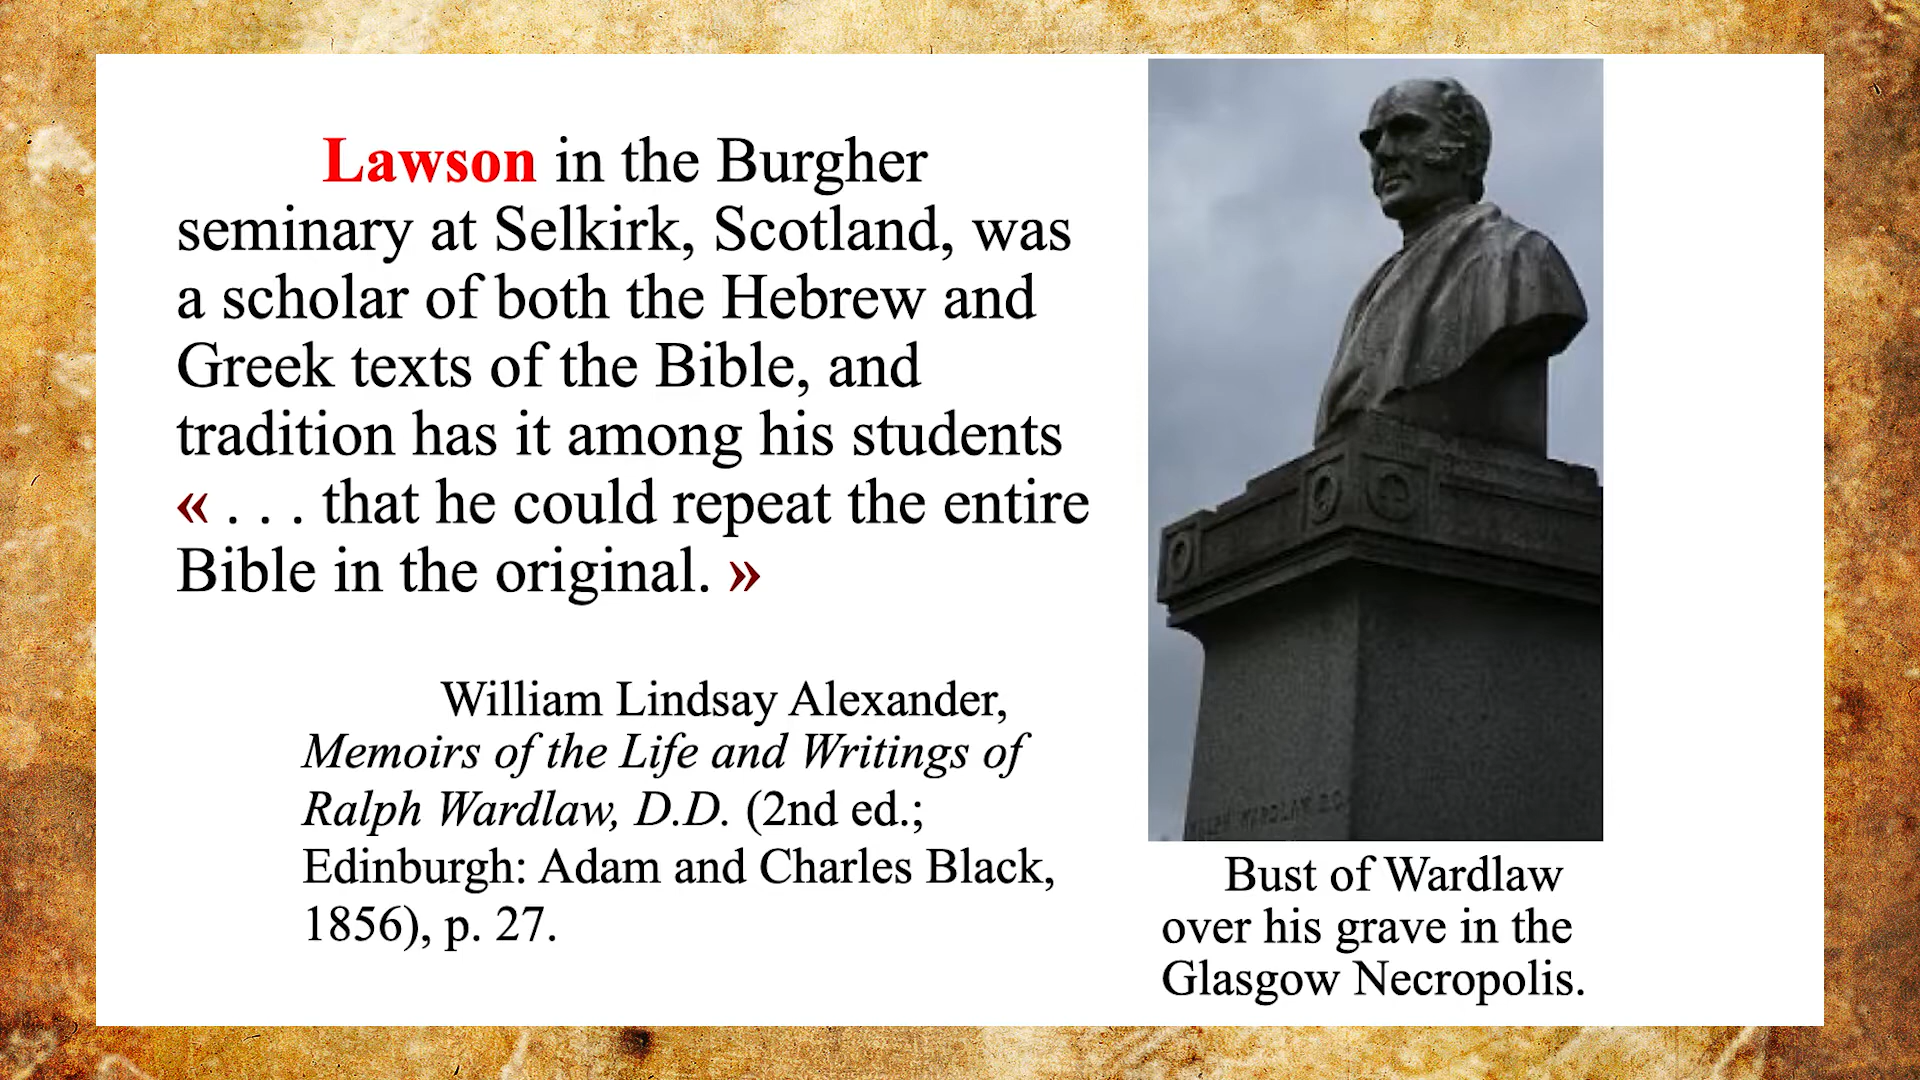 Lawson in the Burgher
seminary at Selkirk, Scotland, was
a scholar of both the Hebrew and
Greek texts of the Bible, and
tradition has it among his students
« . . . that he could repeat the entire
Bible in the original. »
William Lindsay Alexander,
Memoirs of the Life and Writings of
Ralph Wardlaw, D.D. (2nd ed.;
Edinburgh: Adam and Charles Black,
1856), p. 27.
WARDLAW
Bust of Wardlaw
over his grave in the
Glasgow Necropolis.